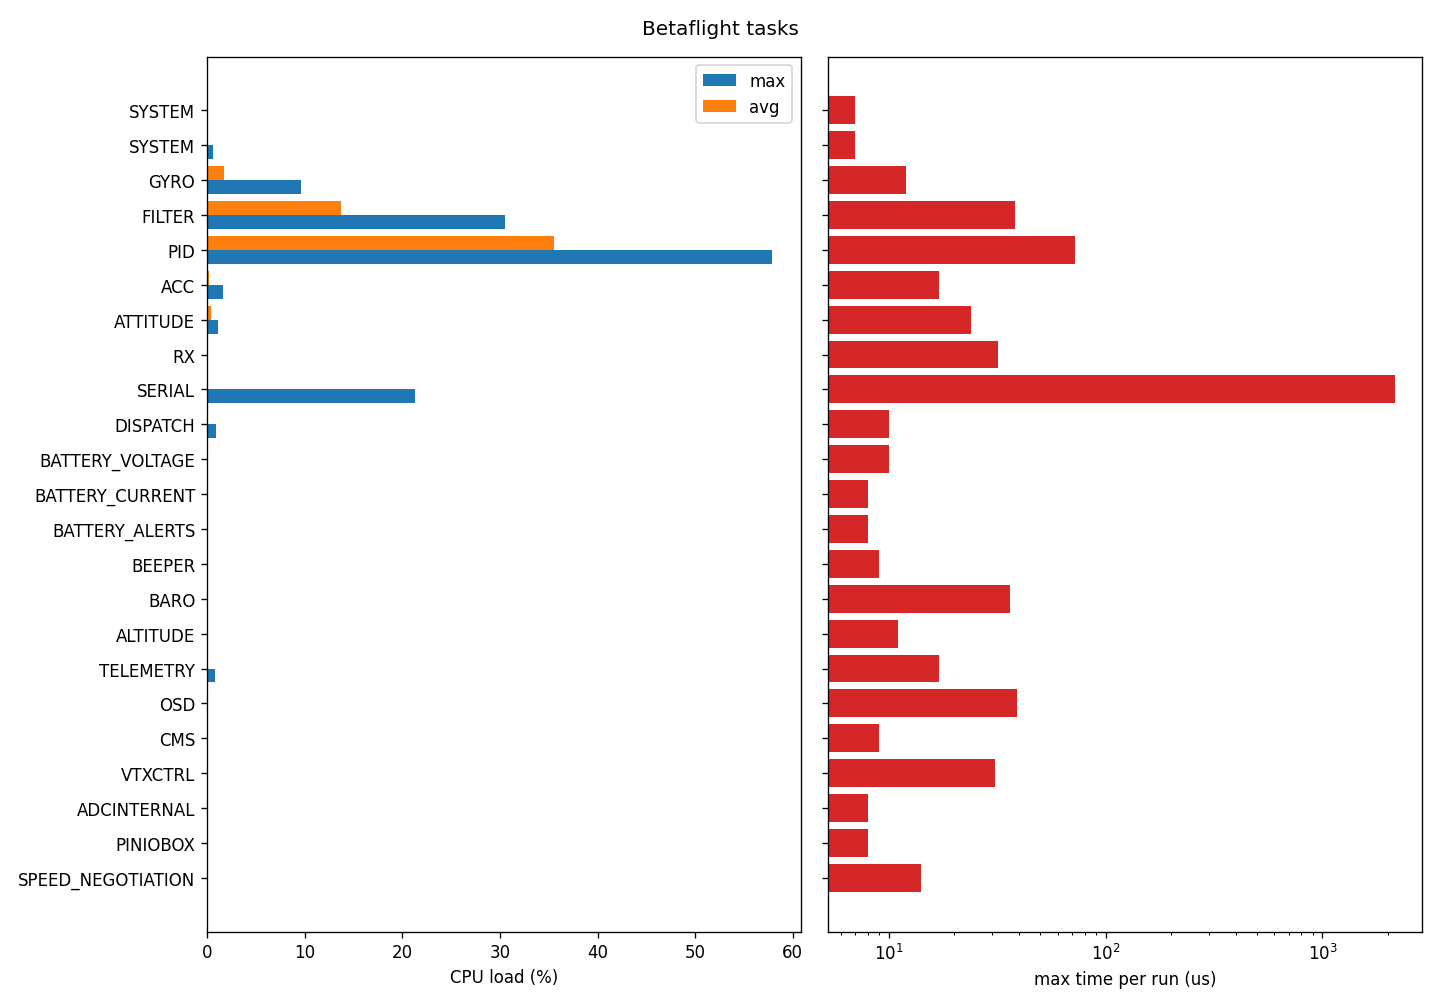 Betaflight tasks
max
avg
SYSTEM
SYSTEM
GYRO
FILTER
PID
ACC
ATTITUDE
RX
SERIAL
DISPATCH
BATTERY_VOLTAGE
BATTERY_CURRENT
BATTERY_ALERTS
BEEPER
BARO
ALTITUDE
TELEMETRY
OSD
CMS
VTXCTRL
ADCINTERNAL
PINIOBOX
SPEED_NEGOTIATION
0 10 20 30 40 50 60
CPU load (%)
10¹ 10² 10³
max time per run (us)